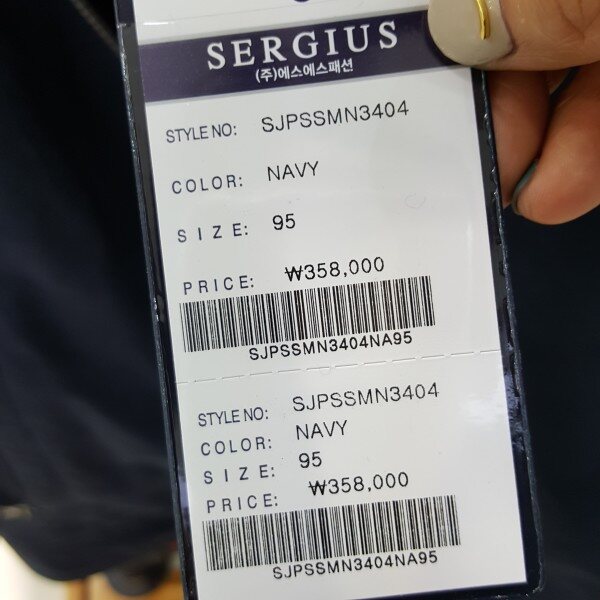 SERGIUS
(주)에스에스패션
STYLE NO: SJPSSMN3404
COLOR: NAVY
SIZE: 95
PRICE: ₩358,000
SJPSSMN3404NA95
STYLE NO: SJPSSMN3404
COLOR: NAVY
SIZE: 95
PRICE: ₩358,000
SJPSSMN3404NA95